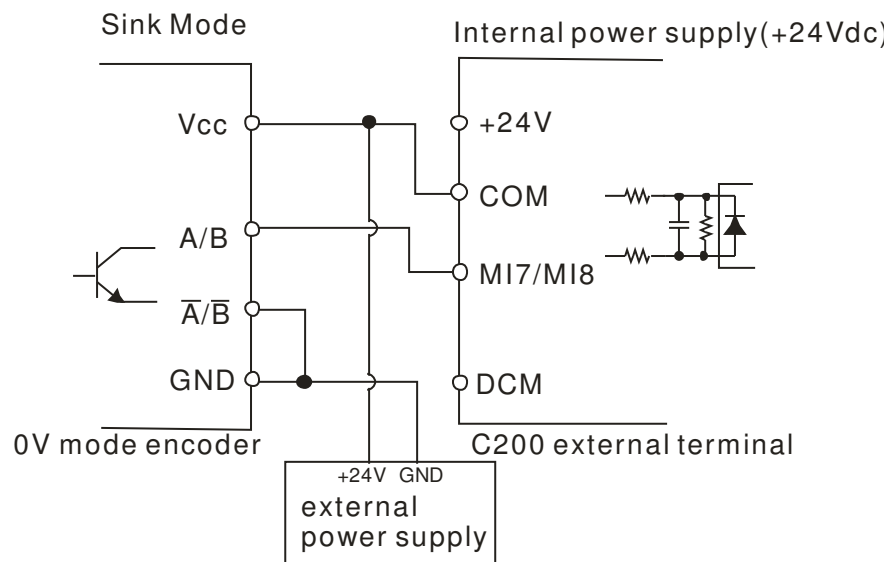 Sink Mode
Internal power supply(+24Vdc)
Vcc
+24V
COM
A/B
MI7/MI8
A̅/B̅
GND
DCM
0V mode encoder
C200 external terminal
+24V GND
external
power supply